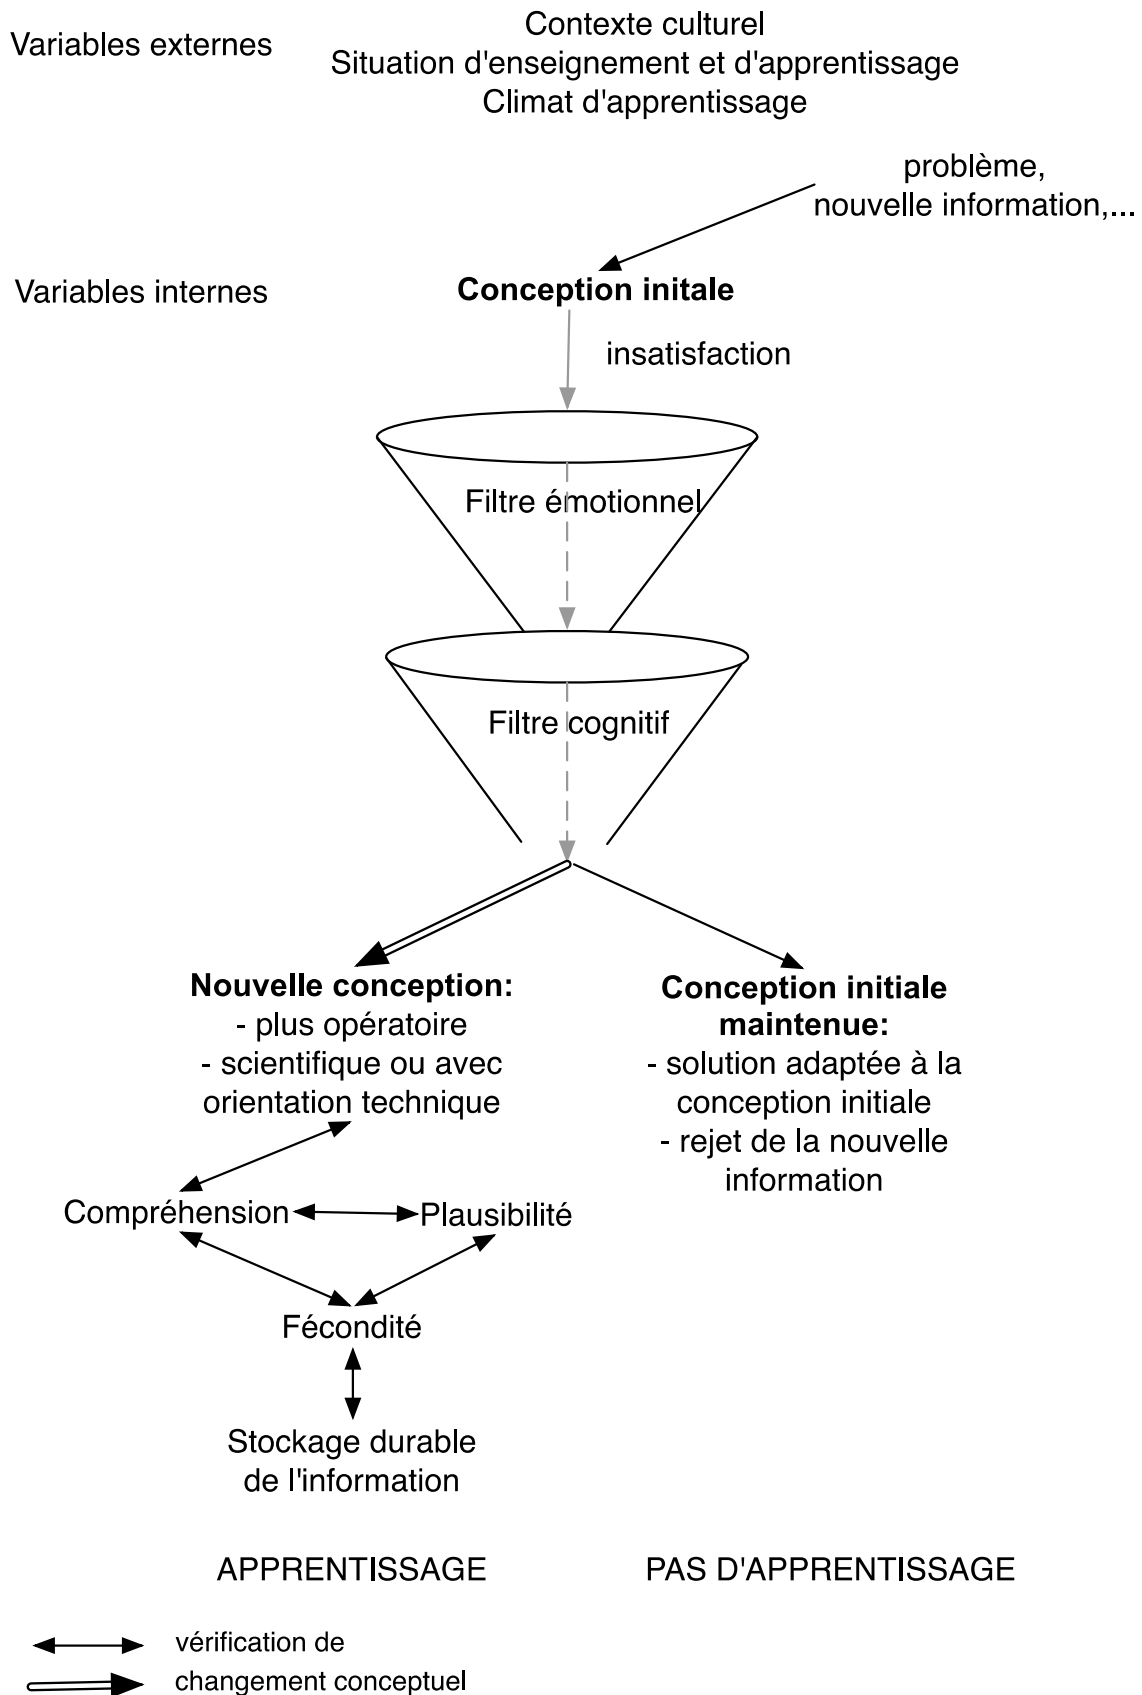 Variables externes
Contexte culturel
Situation d'enseignement et d'apprentissage
Climat d'apprentissage
problème,
nouvelle information,...
Variables internes
Conception initale
insatisfaction
Filtre émotionnel
Filtre cognitif
Nouvelle conception:
- plus opératoire
- scientifique ou avec
orientation technique
Conception initiale
maintenue:
- solution adaptée à la
conception initiale
- rejet de la nouvelle
information
Compréhension
Plausibilité
Fécondité
Stockage durable
de l'information
APPRENTISSAGE
PAS D'APPRENTISSAGE
vérification de
changement conceptuel